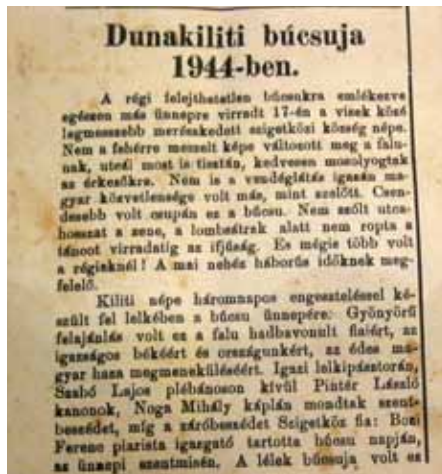 Dunakiliti búcsuja
1944-ben.
A régi felejthetetlen búcsukra emlékezve
egészen más ünnepre virradt 17-én a vizek közé
legmesszebb merészkedett szigetközi község népe.
Nem a fehérre meszelt képe változott meg a falu-
nak, utcái most is tisztán, kedvesen mosolyogtak
az érkezőkre. Nem is a vendéglátás igazán ma-
gyar közvetlensége volt más, mint azelőtt. Csen-
desebb volt csupán ez a búcsu. Nem szólt utca-
hosszat a zene, a lombsátrak alatt nem ropta a
táncot virradatig az ifjúság. És mégis több volt
a régieknél! A mai nehéz háborús időknek meg-
felelő.
Kiliti népe háromnapos engeszteléssel ké-
szült fel lelkében a búcsu ünnepére: Gyönyörű
felajánlás volt ez a falu hadbavonult fiaiért, az
igazságos békéért és országunkért, az édes ma-
gyar haza megmeneküléséért. Igazi lelkipásztorán,
Szabó Lajos plébánoson kívül Pintér László
kanonok, Noga Mihály káplán mondtak szent-
beszédet, míg a záróbeszédet Szigetköz fia: Bozi
Ferenc piarista igazgató tartotta búcsu napján,
az ünnepi szentmisén. A lélek búcsuja volt ez